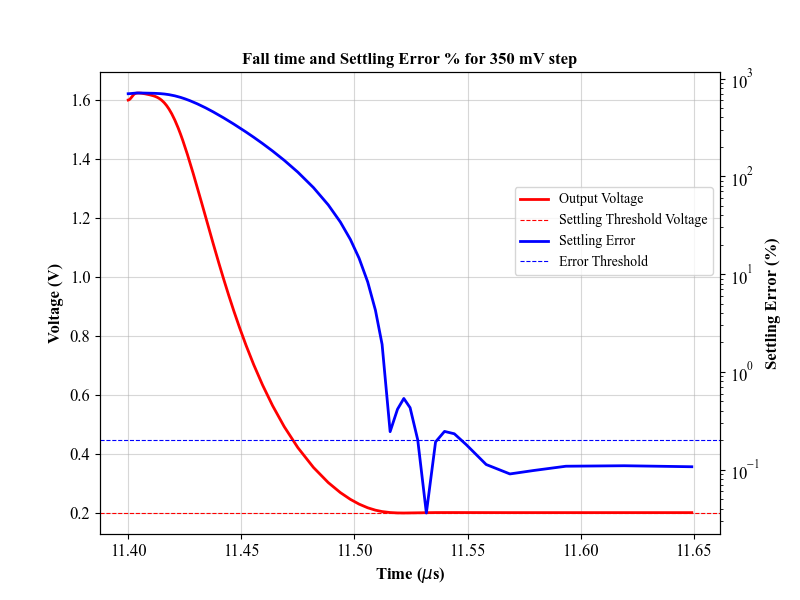 Fall time and Settling Error % for 350 mV step
1.6
1.4
1.2
1.0
0.8
0.6
0.4
0.2
Voltage (V)
11.40
11.45
11.50
11.55
11.60
11.65
Time (μs)
10³
10²
10¹
10⁰
10⁻¹
Settling Error (%)
Output Voltage
Settling Threshold Voltage
Settling Error
Error Threshold